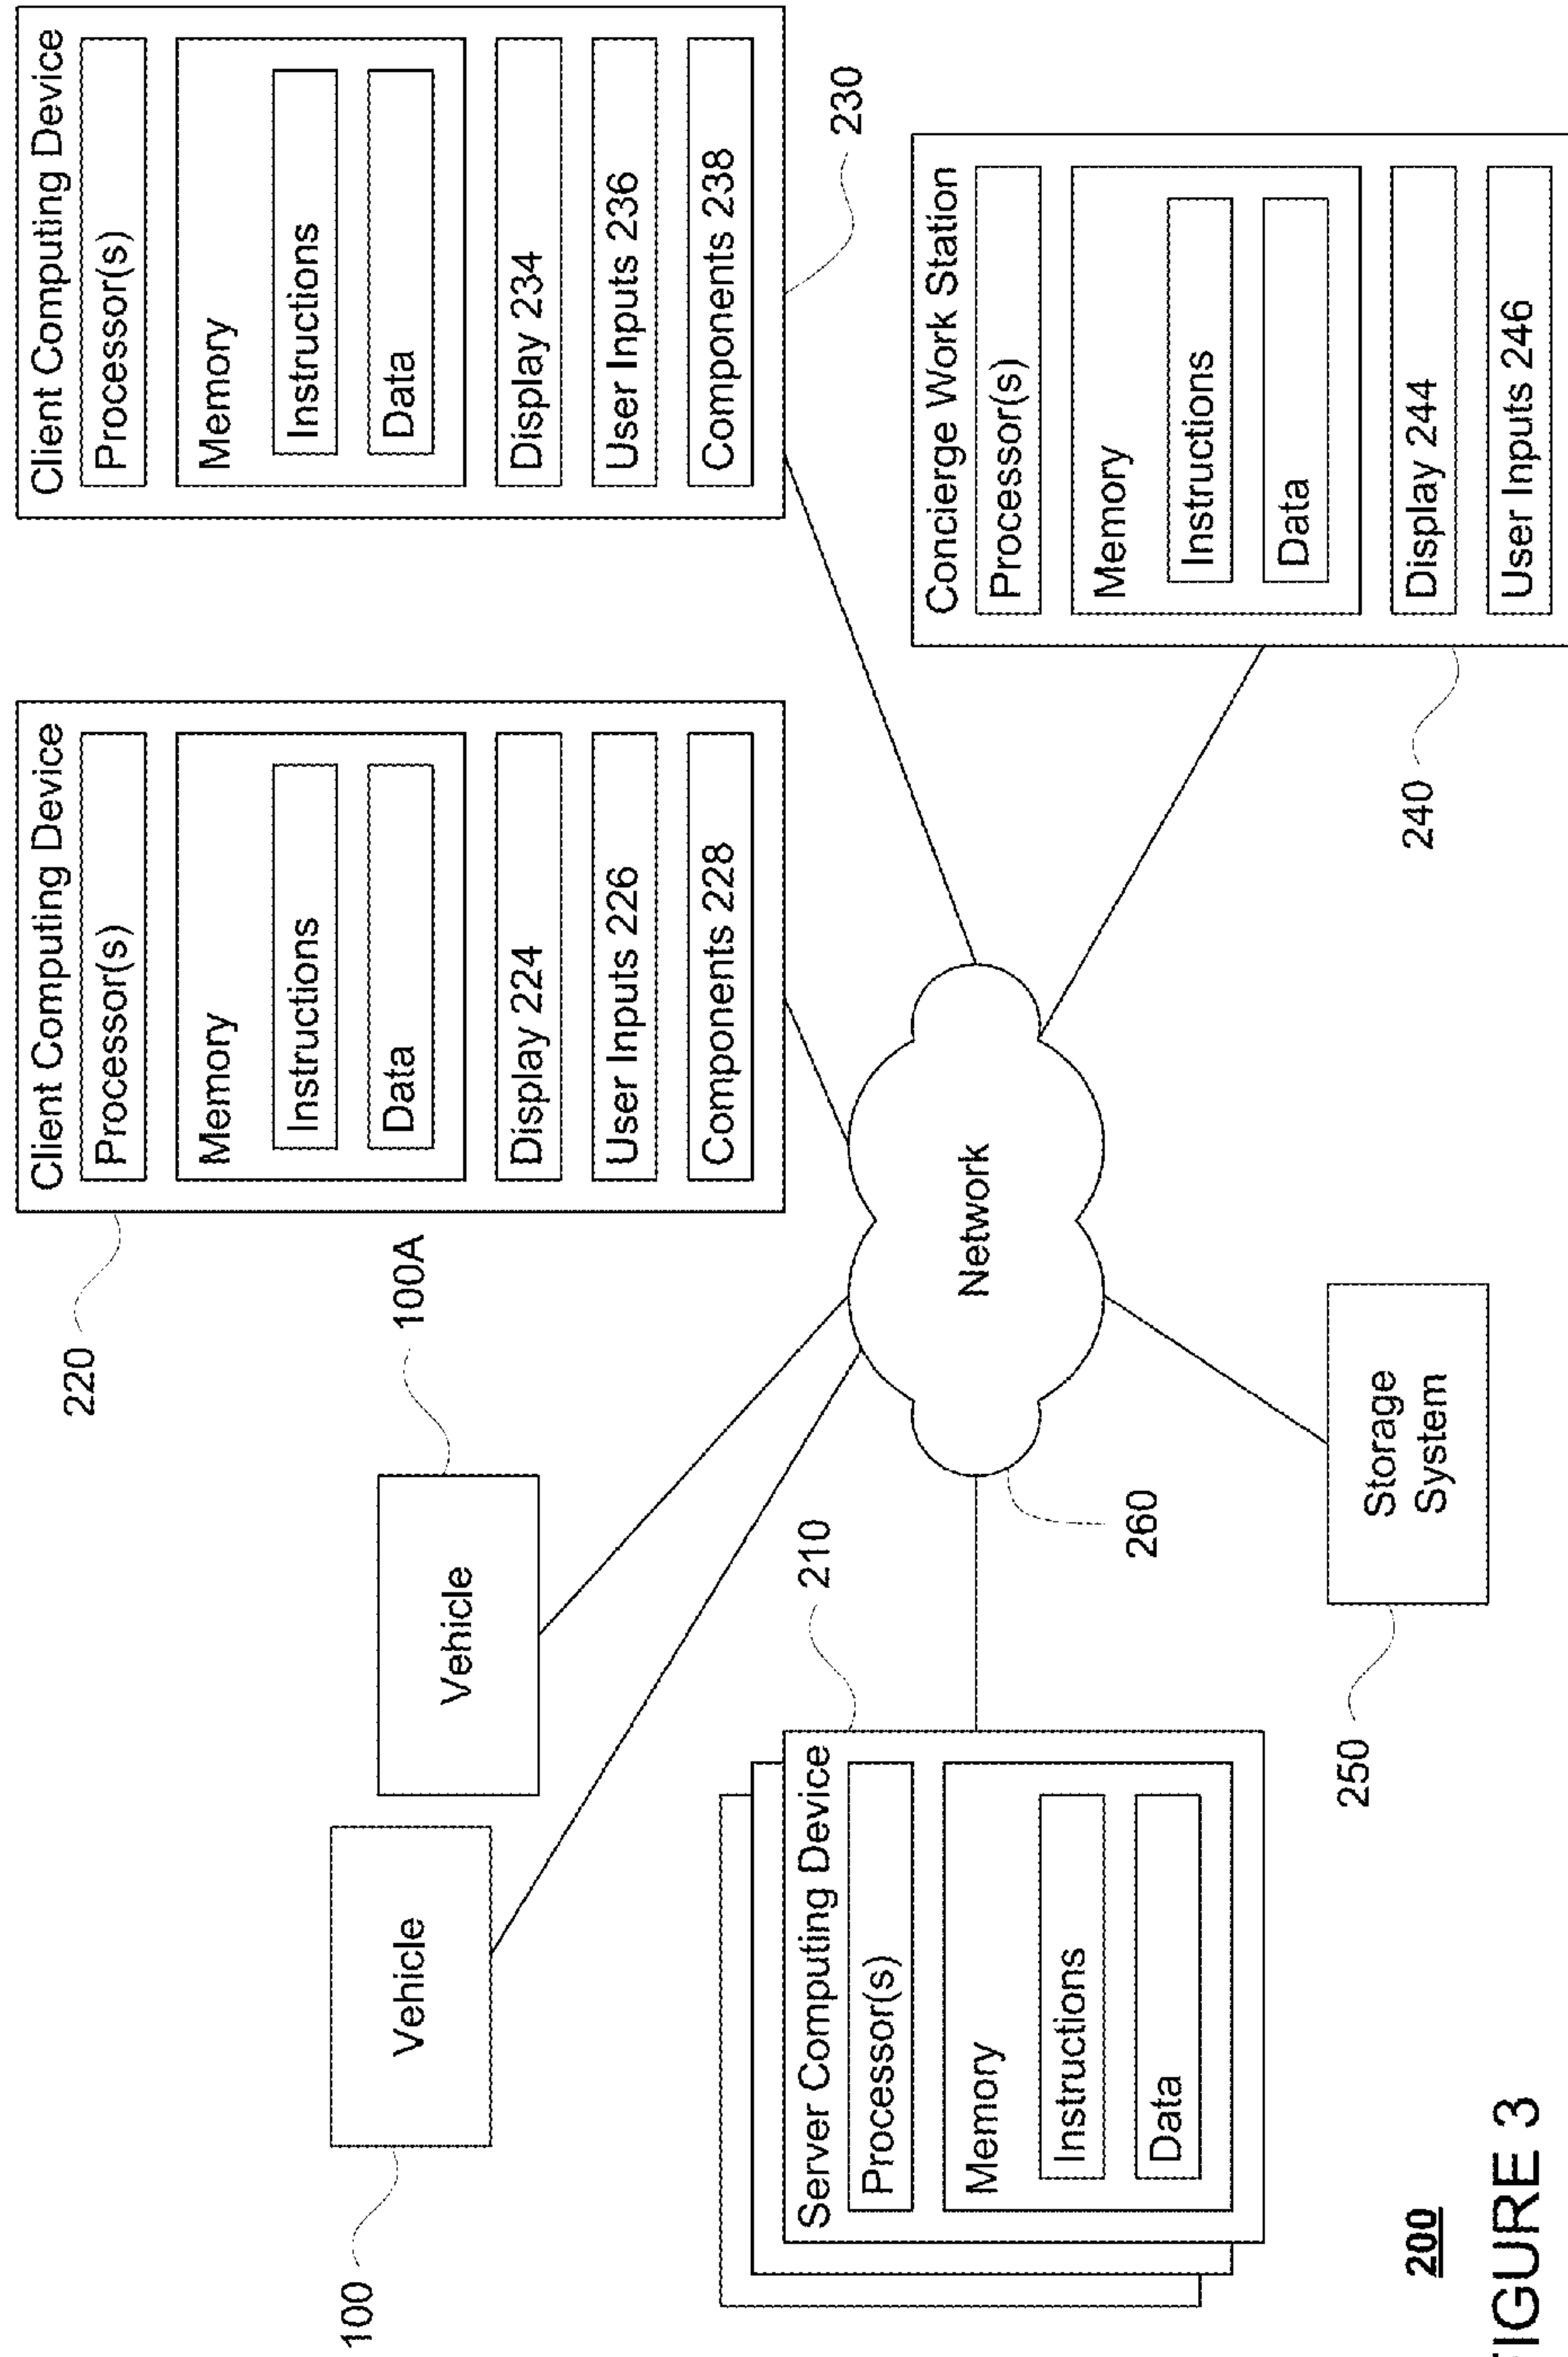 100
Vehicle
Vehicle
100A
220
Client Computing Device
Processor(s)
Memory
Instructions
Data
Display 224
User Inputs 226
Components 228
Client Computing Device
Processor(s)
Memory
Instructions
Data
Display 234
User Inputs 236
Components 238
230
Server Computing Device
Processor(s)
Memory
Instructions
Data
210
Network
260
Concierge Work Station
Processor(s)
Memory
Instructions
Data
Display 244
User Inputs 246
240
Storage
System
250
200
FIGURE 3